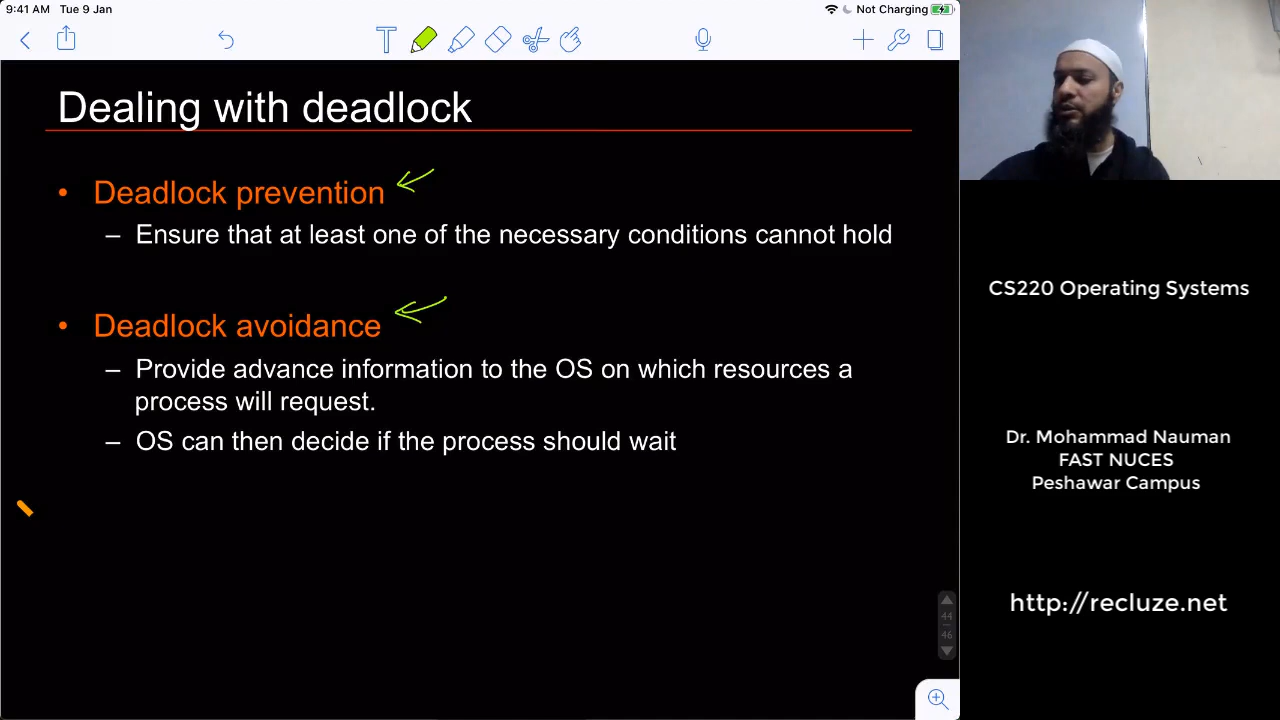 9:41 AM Tue 9 Jan
Not Charging
T
Dealing with deadlock
• Deadlock prevention
– Ensure that at least one of the necessary conditions cannot hold
• Deadlock avoidance
– Provide advance information to the OS on which resources a
process will request.
– OS can then decide if the process should wait
44
46
CS220 Operating Systems
Dr. Mohammad Nauman
FAST NUCES
Peshawar Campus
http://recluze.net